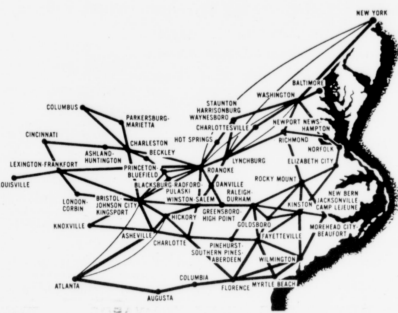 NEW YORK
BALTIMORE
WASHINGTON
STAUNTON
HARRISONBURG
WAYNESBORO
CHARLOTTESVILLE
COLUMBUS
PARKERSBURG-
MARIETTA
NEWPORT NEWS
HAMPTON
HOT SPRINGS
RICHMOND
NORFOLK
CINCINNATI
CHARLESTON
ASHLAND-
HUNTINGTON
BECKLEY
LYNCHBURG
ELIZABETH CITY
LEXINGTON-FRANKFORT
PRINCETON
BLUEFIELD
ROANOKE
OUISVILLE
BLACKSBURG-RADFORD-
PULASKI
DANVILLE
ROCKY MOUNT
LONDON-
CORBIN
BRISTOL-
JOHNSON CITY
KINGSPORT
WINSTON-SALEM
RALEIGH-
DURHAM
NEW BERN
JACKSONVILLE
CAMP LEJEUNE
HICKORY
GREENSBORO
HIGH POINT
KINSTON
KNOXVILLE
GOLDSBORO
MOREHEAD CITY-
BEAUFORT
ASHEVILLE
CHARLOTTE
PINEHURST-
SOUTHERN PINES-
ABERDEEN
FAYETTEVILLE
WILMINGTON
ATLANTA
COLUMBIA
AUGUSTA
FLORENCE
MYRTLE BEACH